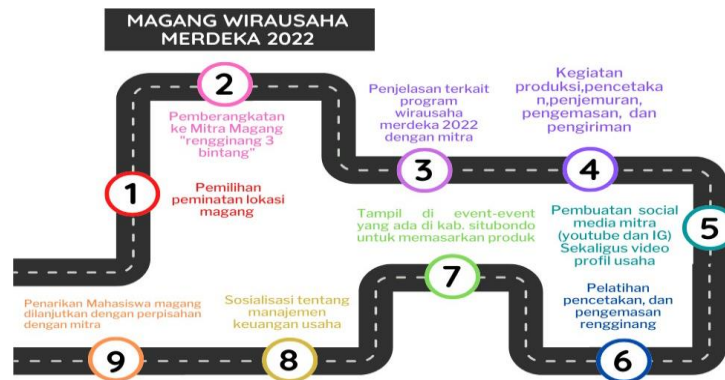 MAGANG WIRAUSAHA
MERDEKA 2022
1
Pemilihan
peminatan lokasi
magang
2
Pemberangkatan
ke Mitra Magang
"rengginang 3
bintang"
Penjelasan terkait
program
wirausaha
merdeka 2022
dengan mitra
3
Kegiatan
produksi,pencetaka
n,penjemuran,
pengemasan, dan
pengiriman
4
Pembuatan social
media mitra
(youtube dan IG)
Sekaligus video
profil usaha
5
Pelatihan
pencetakan, dan
pengemasan
rengginang
6
Tampil di event-event
yang ada di kab. situbondo
untuk memasarkan produk
7
Sosialisasi tentang
manajemen
keuangan usaha
8
Penarikan Mahasiswa magang
dilanjutkan dengan perpisahan
dengan mitra
9